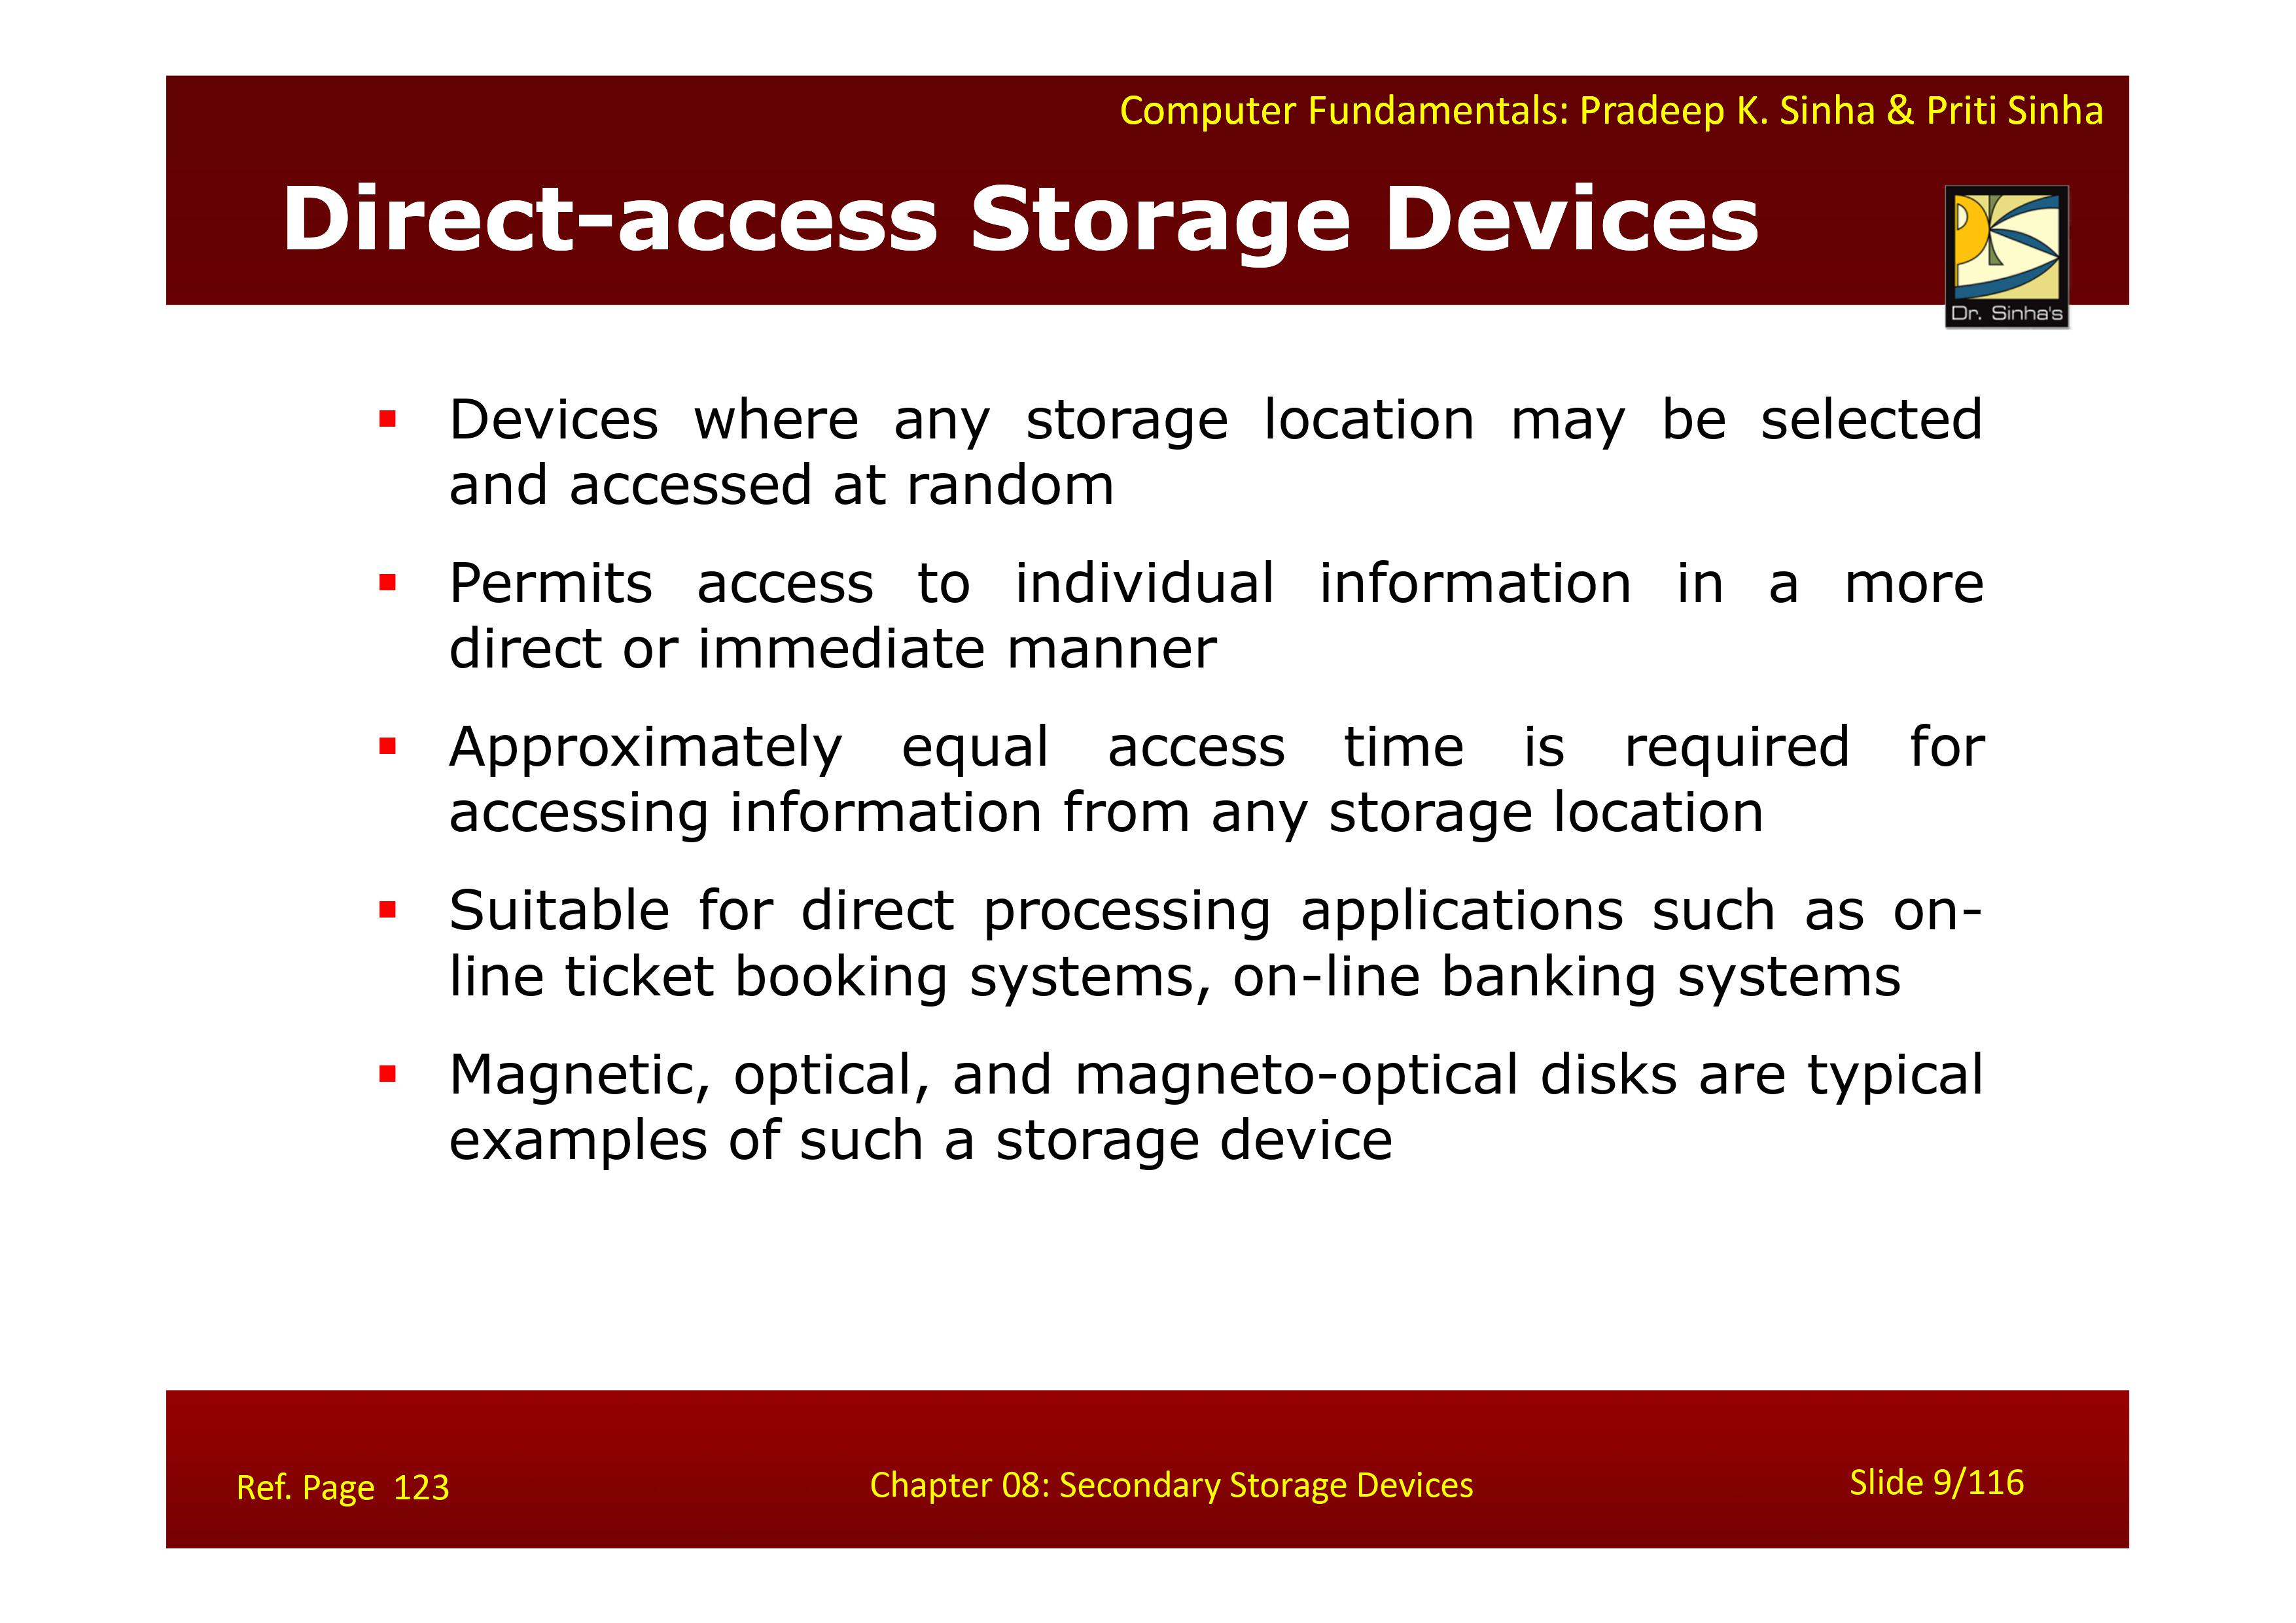 Computer Fundamentals: Pradeep K. Sinha & Priti Sinha
Direct-access Storage Devices
Dr. Sinha's
Devices where any storage location may be selected
and accessed at random
Permits access to individual information in a more
direct or immediate manner
Approximately equal access time is required for
accessing information from any storage location
Suitable for direct processing applications such as on-
line ticket booking systems, on-line banking systems
Magnetic, optical, and magneto-optical disks are typical
examples of such a storage device
Ref. Page 123
Chapter 08: Secondary Storage Devices
Slide 9/116